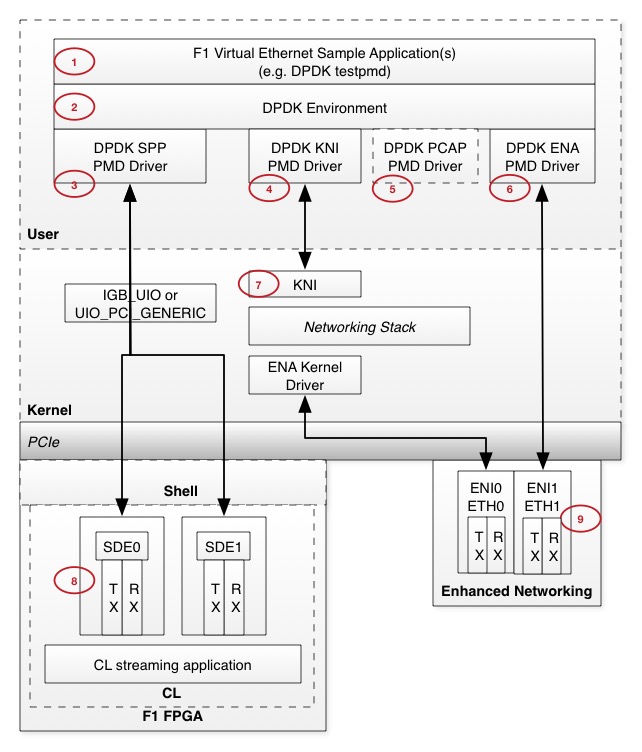 1
F1 Virtual Ethernet Sample Application(s)
(e.g. DPDK testpmd)
2
DPDK Environment
DPDK SPP
PMD Driver
3
DPDK KNI
PMD Driver
4
DPDK PCAP
PMD Driver
5
DPDK ENA
PMD Driver
6
User
7
KNI
IGB_UIO or
UIO_PCI_GENERIC
Networking Stack
ENA Kernel
Driver
Kernel
PCIe
Shell
SDE0
T
X
R
X
8
SDE1
T
X
R
X
CL streaming application
CL
F1 FPGA
ENI0
ETH0
T
X
R
X
ENI1
ETH1
T
X
R
X
9
Enhanced Networking